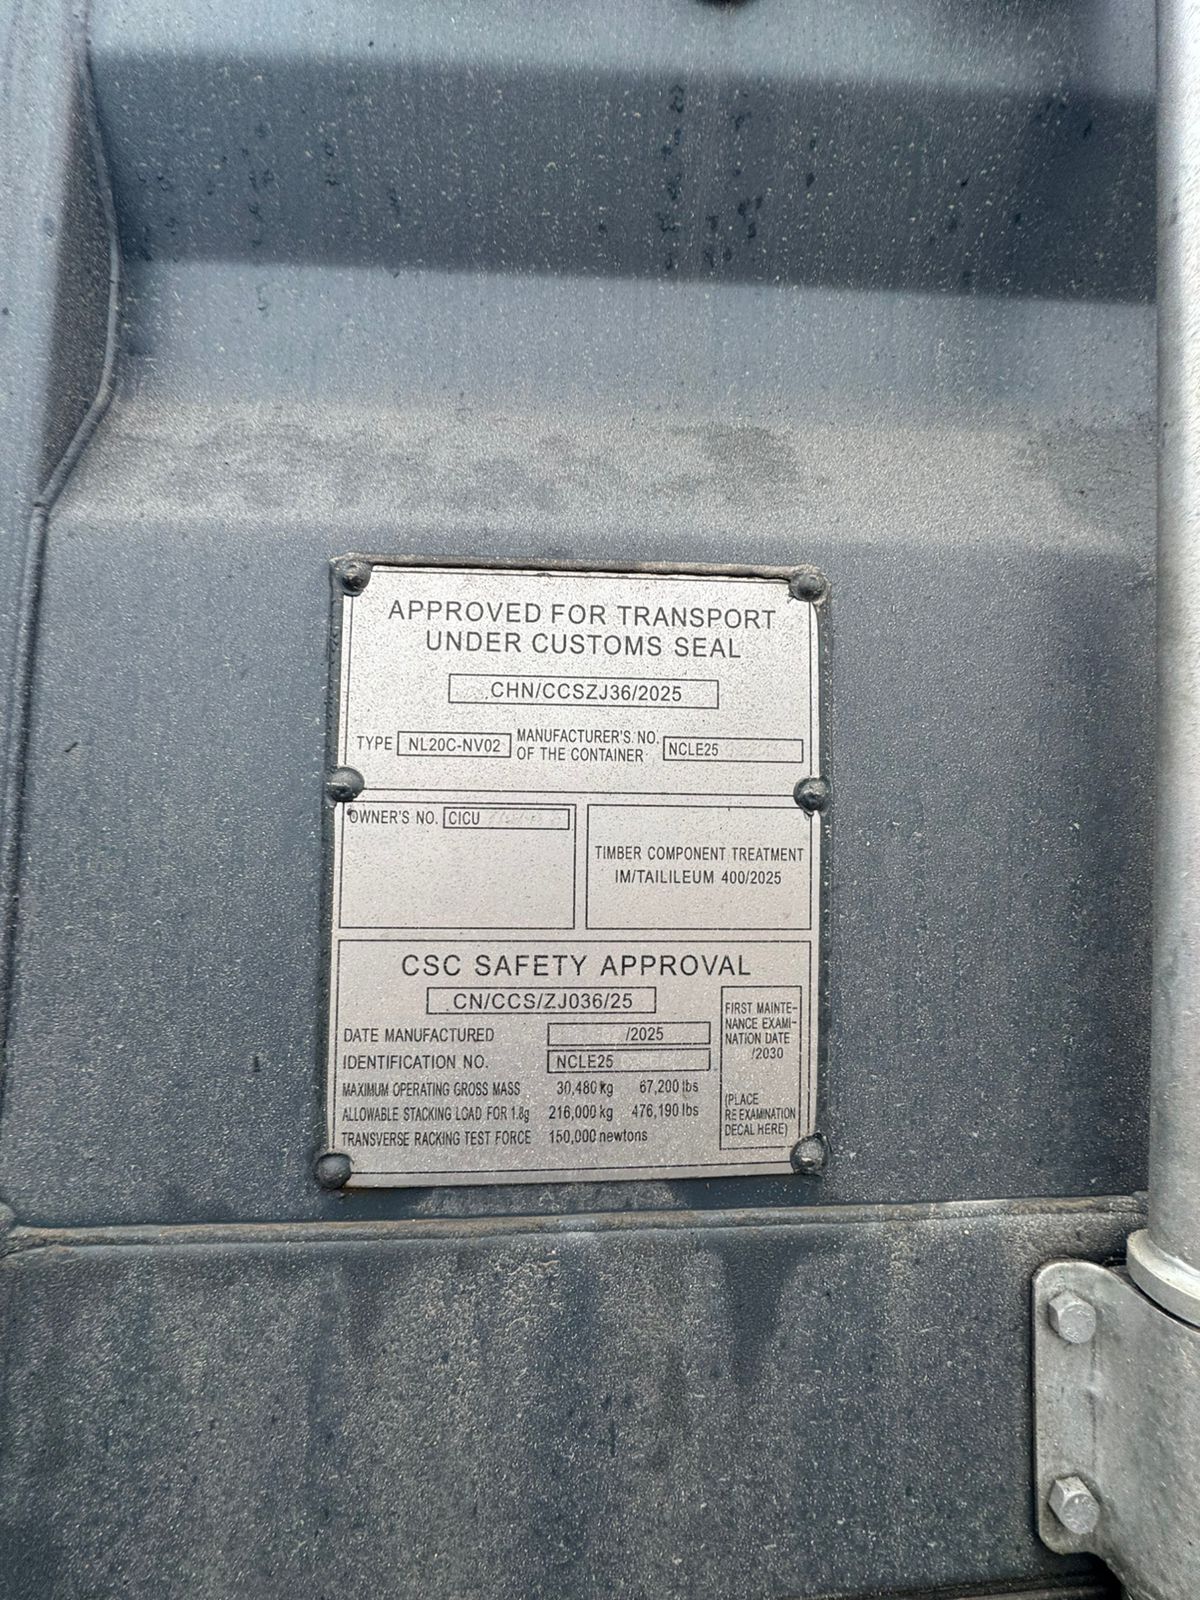 APPROVED FOR TRANSPORT
UNDER CUSTOMS SEAL
CHN/CCSZJ36/2025
TYPE NL20C-NV02 MANUFACTURER'S. NO. OF THE CONTAINER NCLE25
OWNER'S NO. CICU
TIMBER COMPONENT TREATMENT
IM/TAILILEUM 400/2025
CSC SAFETY APPROVAL
CN/CCS/ZJ036/25
DATE MANUFACTURED /2025
IDENTIFICATION NO. NCLE25
MAXIMUM OPERATING GROSS MASS 30,480 kg 67,200 lbs
ALLOWABLE STACKING LOAD FOR 1.8g 216,000 kg 476,190 lbs
TRANSVERSE RACKING TEST FORCE 150,000 newtons
FIRST MAINTE-
NANCE EXAMI-
NATION DATE
/2030
(PLACE
RE EXAMINATION
DECAL HERE)